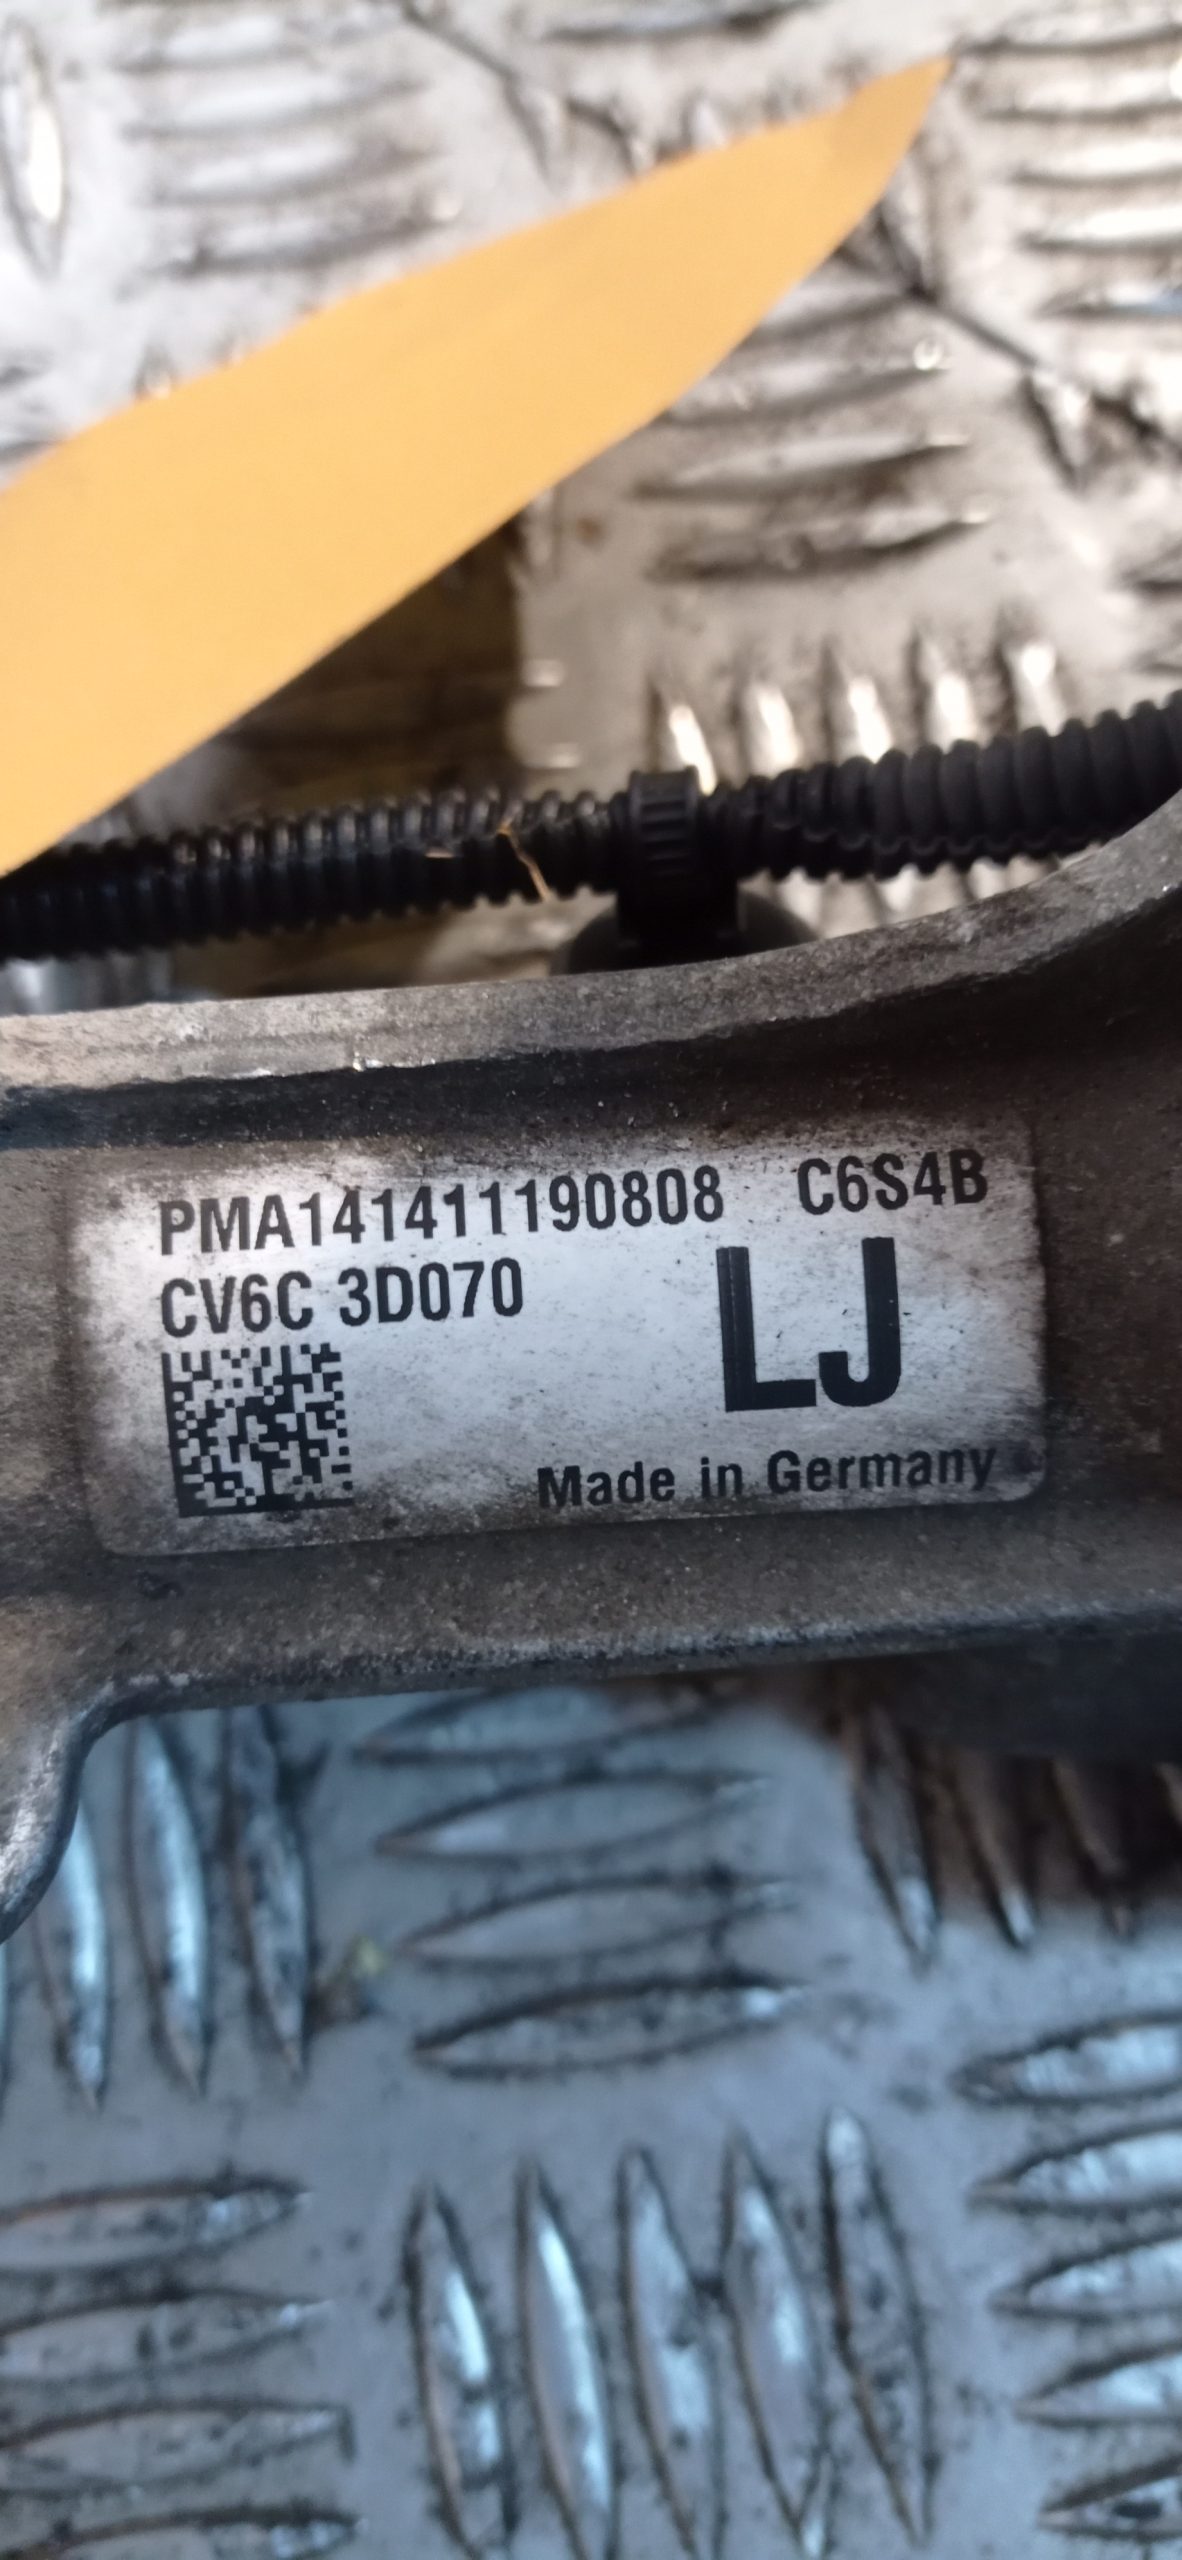 PMA141411190808 C6S4B
CV6C 3D070
LJ
Made in Germany